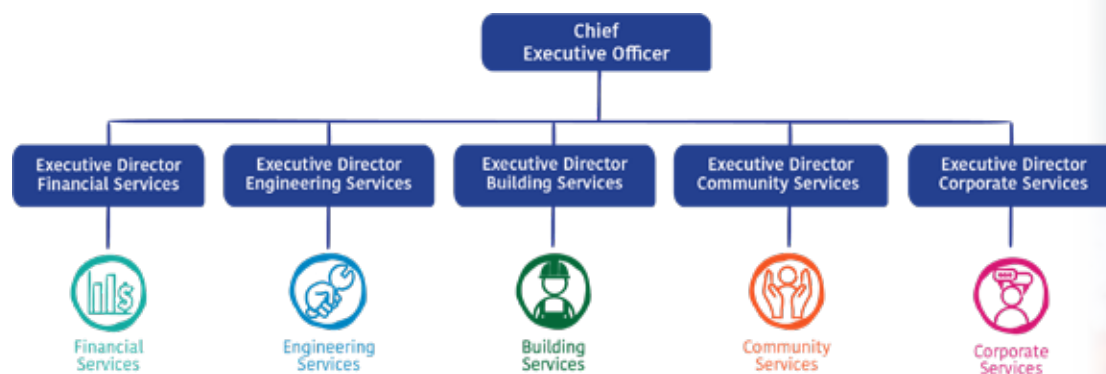 Chief
Executive Officer
Executive Director
Financial Services
Executive Director
Engineering Services
Executive Director
Building Services
Executive Director
Community Services
Executive Director
Corporate Services
$
Financial
Services
Engineering
Services
Building
Services
Community
Services
Corporate
Services